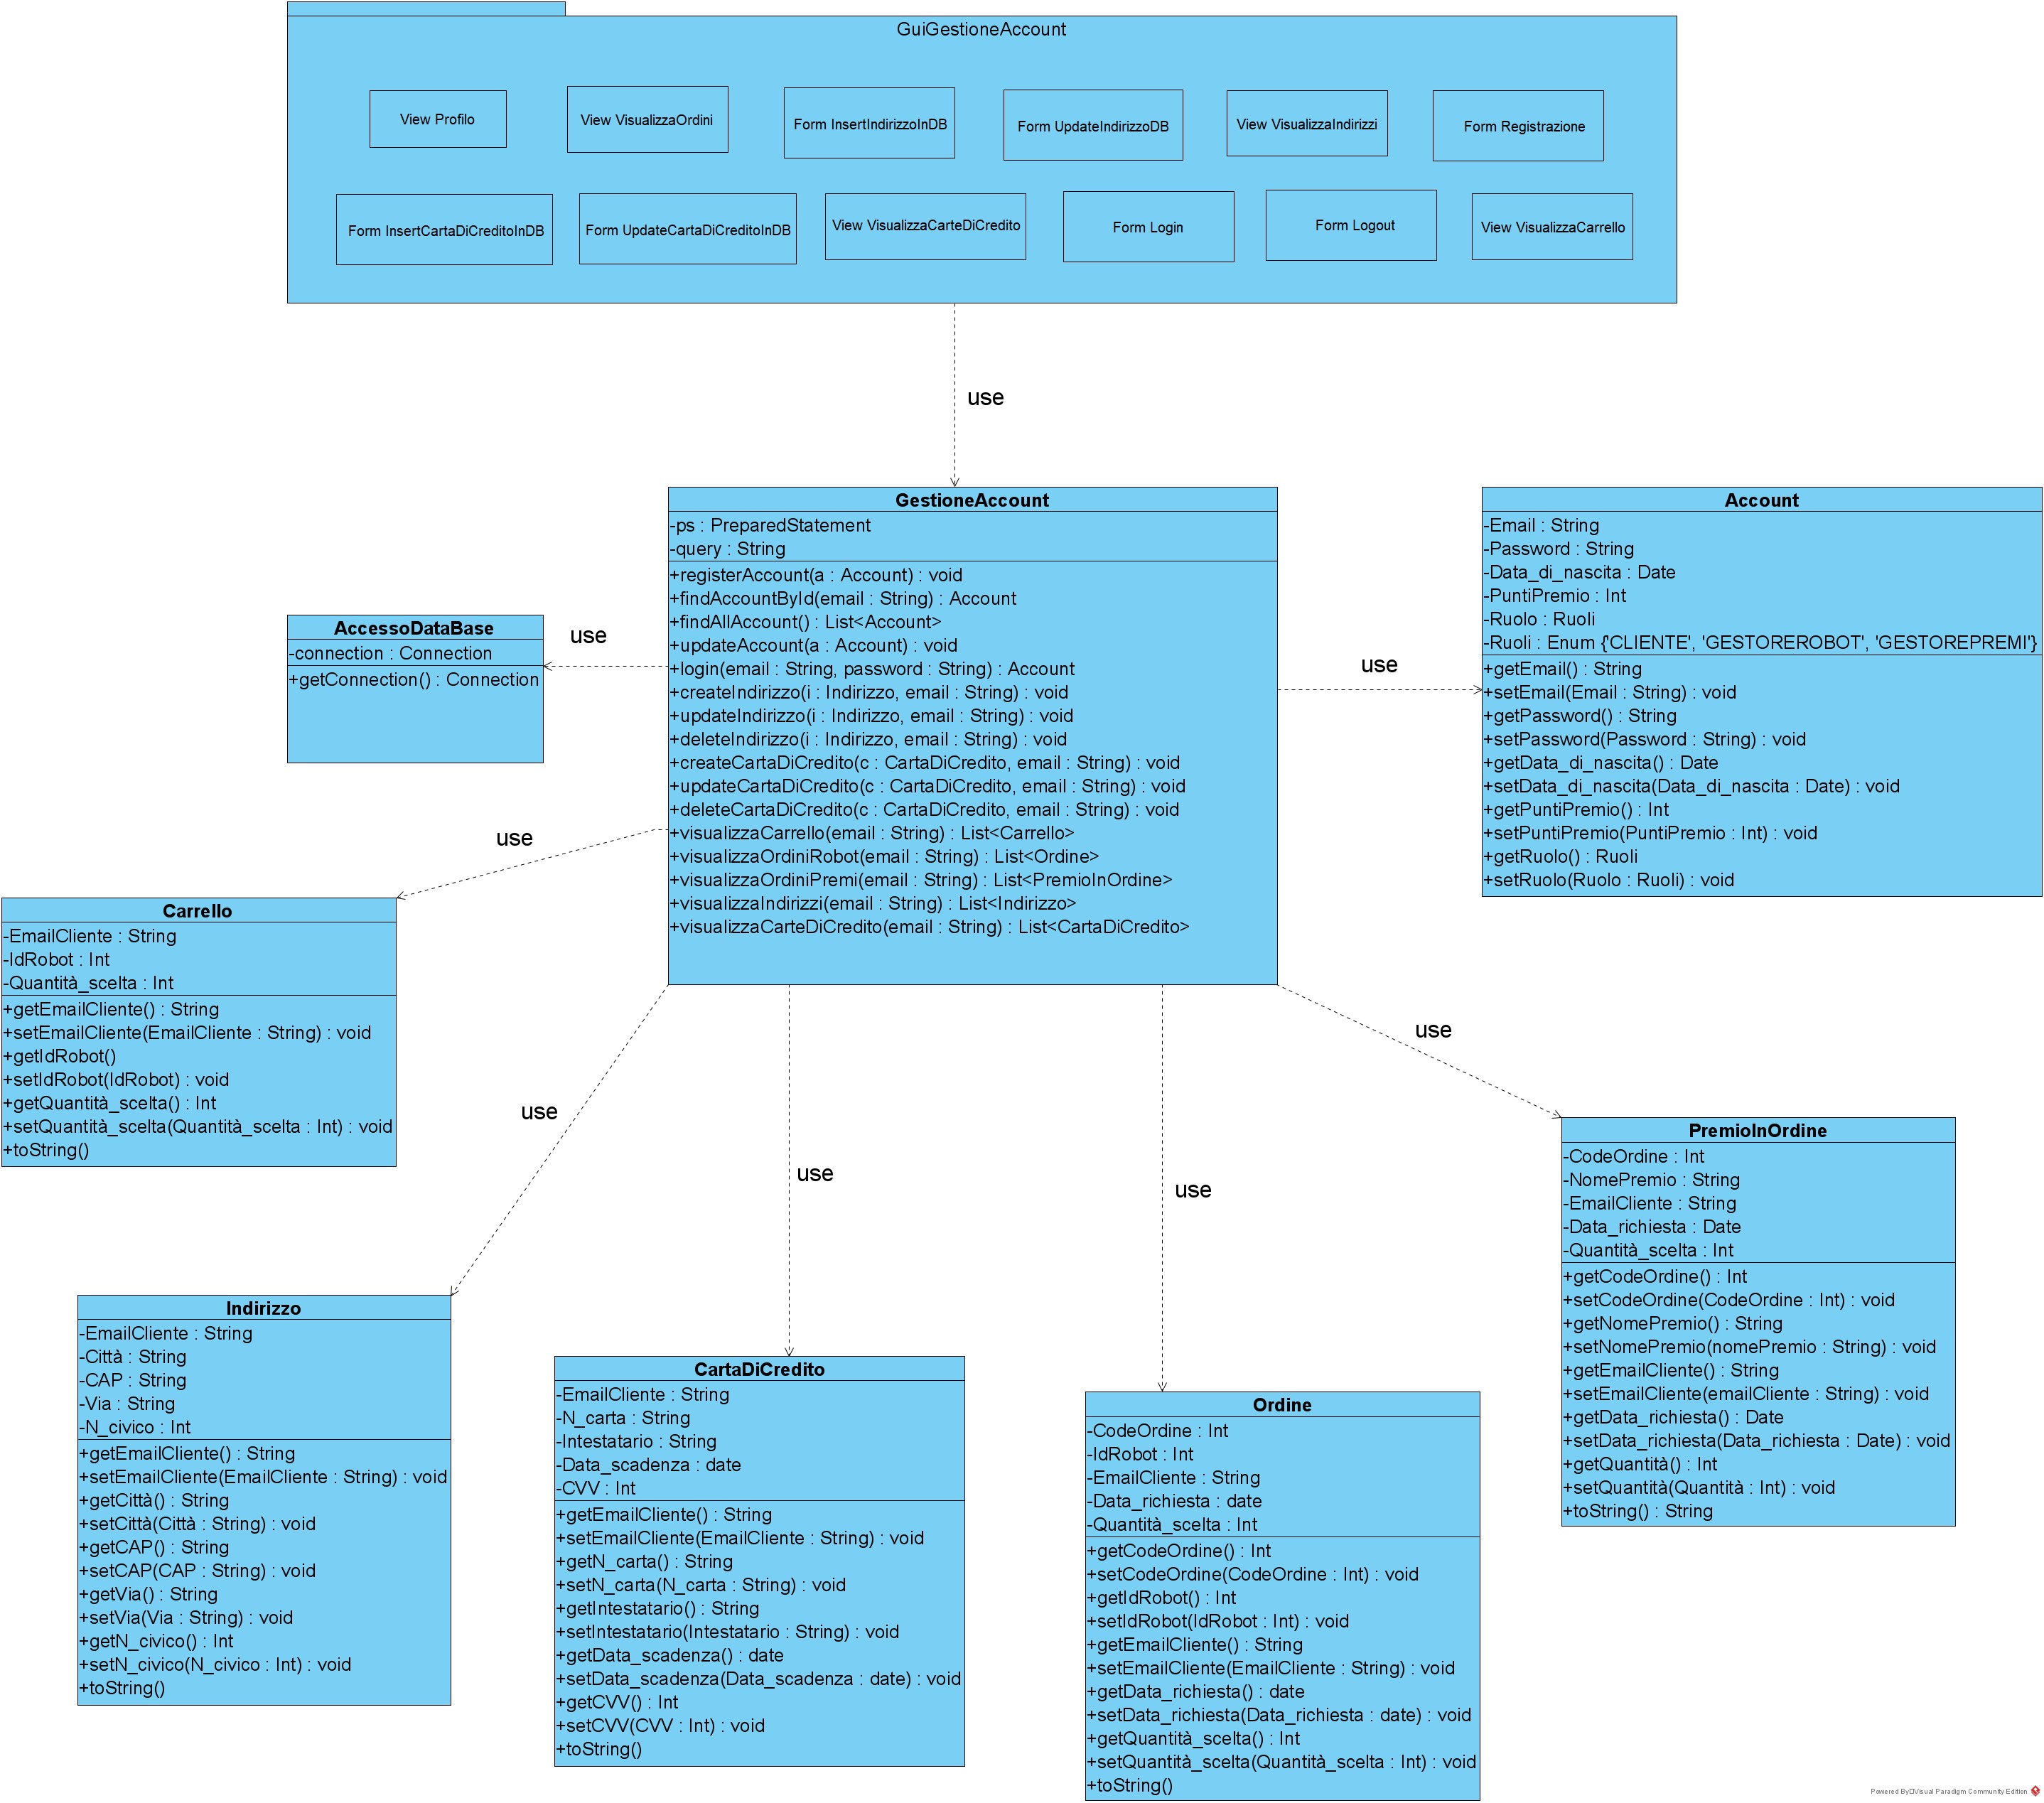 GuiGestioneAccount
View Profilo
View VisualizzaOrdini
Form InsertIndirizzoInDB
Form UpdateIndirizzoDB
View VisualizzaIndirizzi
Form Registrazione
Form InsertCartaDiCreditoInDB
Form UpdateCartaDiCreditoInDB
View VisualizzaCarteDiCredito
Form Login
Form Logout
View VisualizzaCarrello
use
GestioneAccount
-ps : PreparedStatement
-query : String
+registerAccount(a : Account) : void
+findAccountById(email : String) : Account
+findAllAccount() : List<Account>
+updateAccount(a : Account) : void
+login(email : String, password : String) : Account
+createIndirizzo(i : Indirizzo, email : String) : void
+updateIndirizzo(i : Indirizzo, email : String) : void
+deleteIndirizzo(i : Indirizzo, email : String) : void
+createCartaDiCredito(c : CartaDiCredito, email : String) : void
+updateCartaDiCredito(c : CartaDiCredito, email : String) : void
+deleteCartaDiCredito(c : CartaDiCredito, email : String) : void
+visualizzaCarrello(email : String) : List<Carrello>
+visualizzaOrdiniRobot(email : String) : List<Ordine>
+visualizzaOrdiniPremi(email : String) : List<PremioInOrdine>
+visualizzaIndirizzi(email : String) : List<Indirizzo>
+visualizzaCarteDiCredito(email : String) : List<CartaDiCredito>
use
Account
-Email : String
-Password : String
-Data_di_nascita : Date
-PuntiPremio : Int
-Ruolo : Ruoli
-Ruoli : Enum {'CLIENTE', 'GESTOREROBOT', 'GESTOREPREMI'}
+getEmail() : String
+setEmail(Email : String) : void
+getPassword() : String
+setPassword(Password : String) : void
+getData_di_nascita() : Date
+setData_di_nascita(Data_di_nascita : Date) : void
+getPuntiPremio() : Int
+setPuntiPremio(PuntiPremio : Int) : void
+getRuolo() : Ruoli
+setRuolo(Ruolo : Ruoli) : void
use
AccessoDataBase
-connection : Connection
+getConnection() : Connection
use
Carrello
-EmailCliente : String
-IdRobot : Int
-Quantità_scelta : Int
+getEmailCliente() : String
+setEmailCliente(EmailCliente : String) : void
+getIdRobot()
+setIdRobot(IdRobot) : void
+getQuantità_scelta() : Int
+setQuantità_scelta(Quantità_scelta : Int) : void
+toString()
use
Indirizzo
-EmailCliente : String
-Città : String
-CAP : String
-Via : String
-N_civico : Int
+getEmailCliente() : String
+setEmailCliente(EmailCliente : String) : void
+getCittà() : String
+setCittà(Città : String) : void
+getCAP() : String
+setCAP(CAP : String) : void
+getVia() : String
+setVia(Via : String) : void
+getN_civico() : Int
+setN_civico(N_civico : Int) : void
+toString()
use
CartaDiCredito
-EmailCliente : String
-N_carta : String
-Intestatario : String
-Data_scadenza : date
-CVV : Int
+getEmailCliente() : String
+setEmailCliente(EmailCliente : String) : void
+getN_carta() : String
+setN_carta(N_carta : String) : void
+getIntestatario() : String
+setIntestatario(Intestatario : String) : void
+getData_scadenza() : date
+setData_scadenza(Data_scadenza : date) : void
+getCVV() : Int
+setCVV(CVV : Int) : void
+toString()
use
Ordine
-CodeOrdine : Int
-IdRobot : Int
-EmailCliente : String
-Data_richiesta : date
-Quantità_scelta : Int
+getCodeOrdine() : Int
+setCodeOrdine(CodeOrdine : Int) : void
+getIdRobot() : Int
+setIdRobot(IdRobot : Int) : void
+getEmailCliente() : String
+setEmailCliente(EmailCliente : String) : void
+getData_richiesta() : date
+setData_richiesta(Data_richiesta : date) : void
+getQuantità_scelta() : Int
+setQuantità_scelta(Quantità_scelta : Int) : void
+toString()
use
PremioInOrdine
-CodeOrdine : Int
-NomePremio : String
-EmailCliente : String
-Data_richiesta : Date
-Quantità_scelta : Int
+getCodeOrdine() : Int
+setCodeOrdine(CodeOrdine : Int) : void
+getNomePremio() : String
+setNomePremio(nomePremio : String) : void
+getEmailCliente() : String
+setEmailCliente(emailCliente : String) : void
+getData_richiesta() : Date
+setData_richiesta(Data_richiesta : Date) : void
+getQuantità() : Int
+setQuantità(Quantità : Int) : void
+toString() : String
Powered By□Visual Paradigm Community Edition